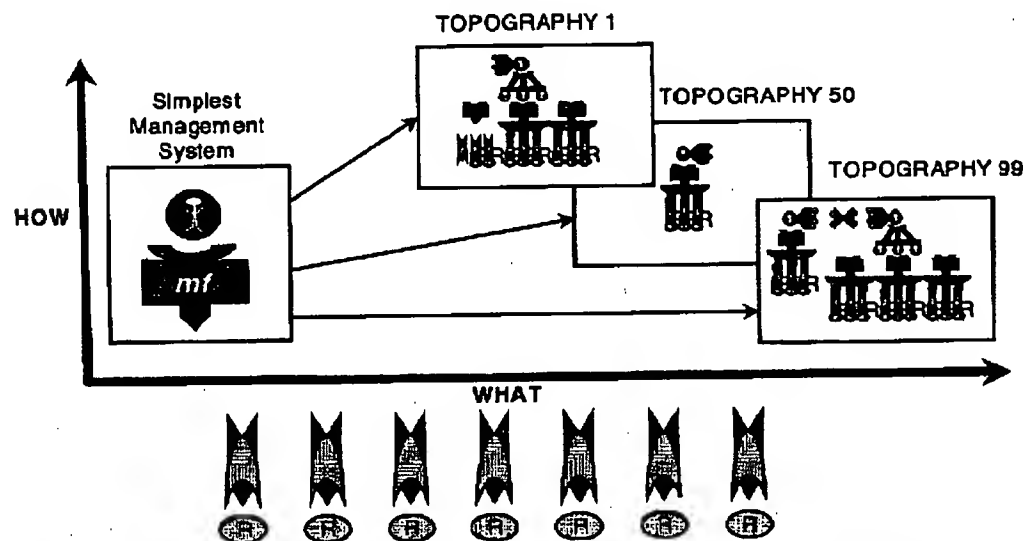 TOPOGRAPHY 1
Simplest
Management
System
TOPOGRAPHY 50
TOPOGRAPHY 99
HOW
mf
WHAT
R R R R R R R